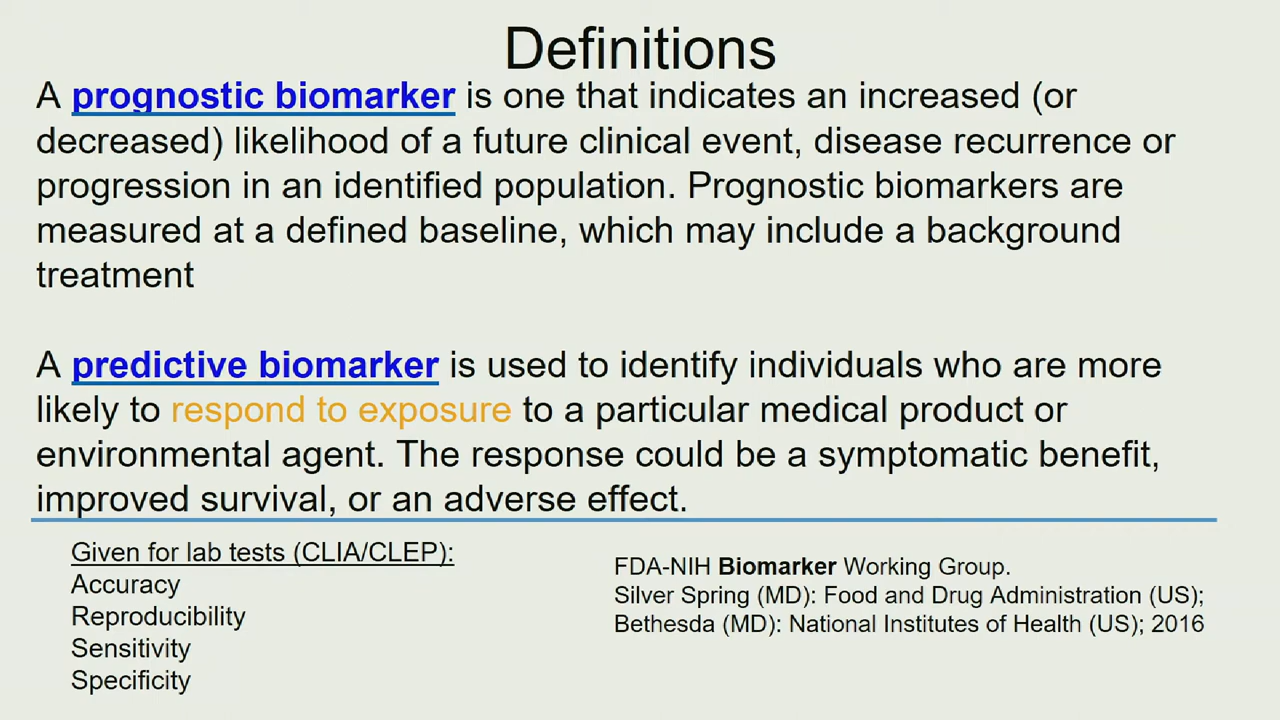 Definitions
A prognostic biomarker is one that indicates an increased (or
decreased) likelihood of a future clinical event, disease recurrence or
progression in an identified population. Prognostic biomarkers are
measured at a defined baseline, which may include a background
treatment
A predictive biomarker is used to identify individuals who are more
likely to respond to exposure to a particular medical product or
environmental agent. The response could be a symptomatic benefit,
improved survival, or an adverse effect.
Given for lab tests (CLIA/CLEP):
Accuracy
Reproducibility
Sensitivity
Specificity
FDA-NIH Biomarker Working Group.
Silver Spring (MD): Food and Drug Administration (US);
Bethesda (MD): National Institutes of Health (US); 2016